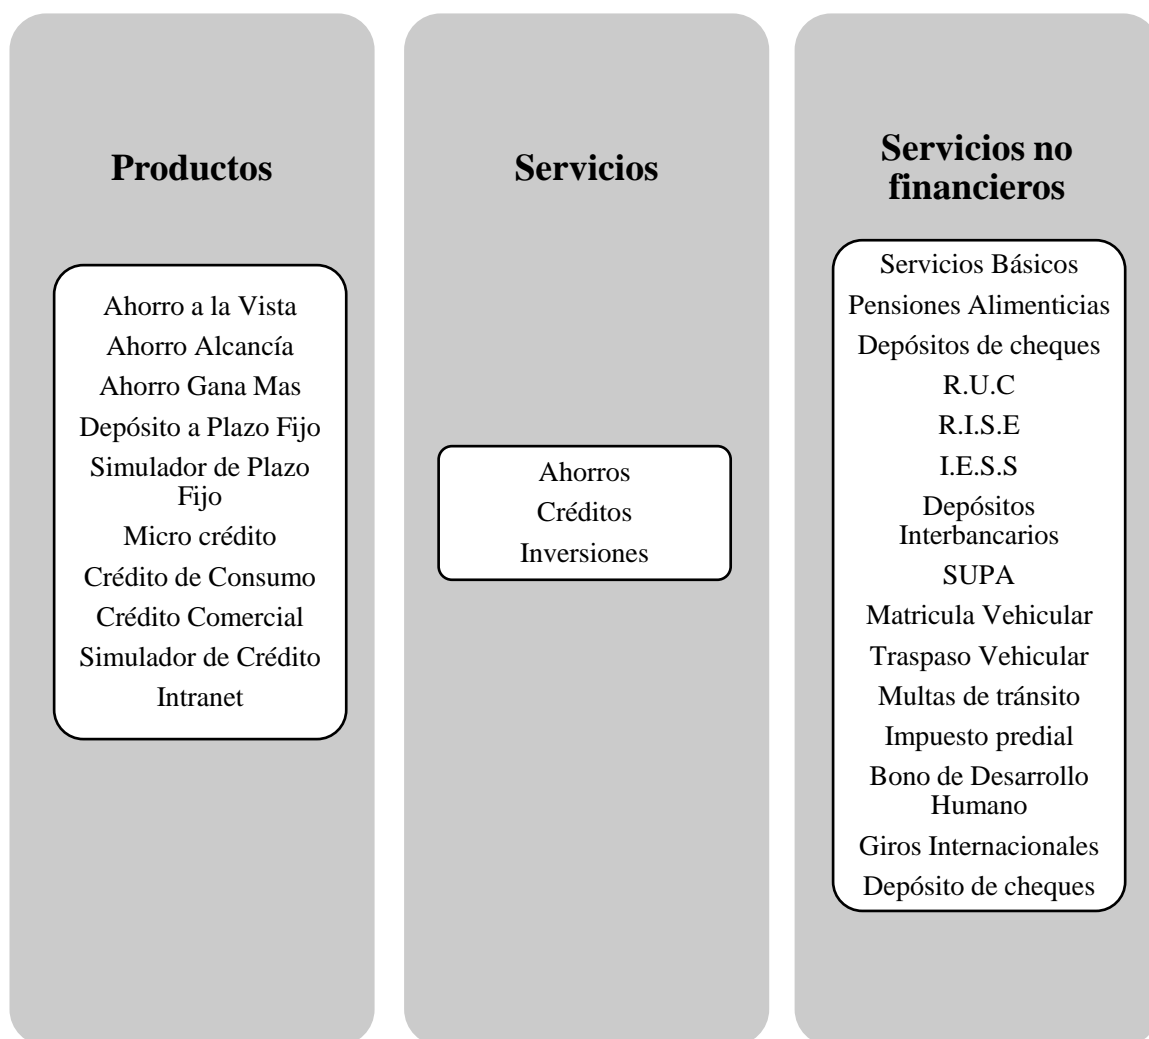 Productos
Ahorro a la Vista
Ahorro Alcancía
Ahorro Gana Mas
Depósito a Plazo Fijo
Simulador de Plazo
Fijo
Micro crédito
Crédito de Consumo
Crédito Comercial
Simulador de Crédito
Intranet
Servicios
Ahorros
Créditos
Inversiones
Servicios no
financieros
Servicios Básicos
Pensiones Alimenticias
Depósitos de cheques
R.U.C
R.I.S.E
I.E.S.S
Depósitos
Interbancarios
SUPA
Matricula Vehicular
Traspaso Vehicular
Multas de tránsito
Impuesto predial
Bono de Desarrollo
Humano
Giros Internacionales
Depósito de cheques